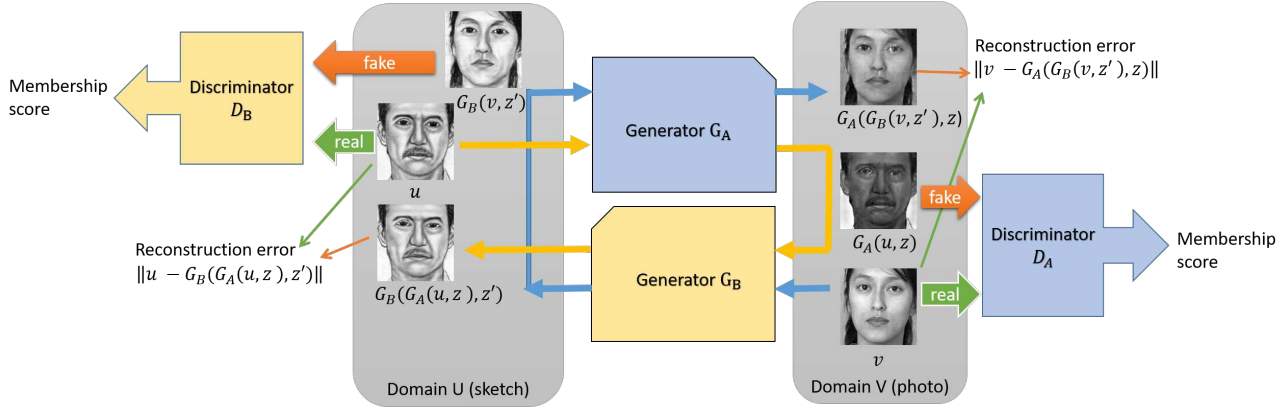 Membership
score
Discriminator
D_B
fake
real
G_B(v, z′)
u
Reconstruction error
‖u − G_B(G_A(u, z ), z′)‖
G_B(G_A(u, z ), z′)
Domain U (sketch)
Generator G_A
Generator G_B
Reconstruction error
‖v − G_A(G_B(v, z′), z)‖
G_A(G_B(v, z′), z)
G_A(u, z)
fake
real
v
Domain V (photo)
Discriminator
D_A
Membership
score